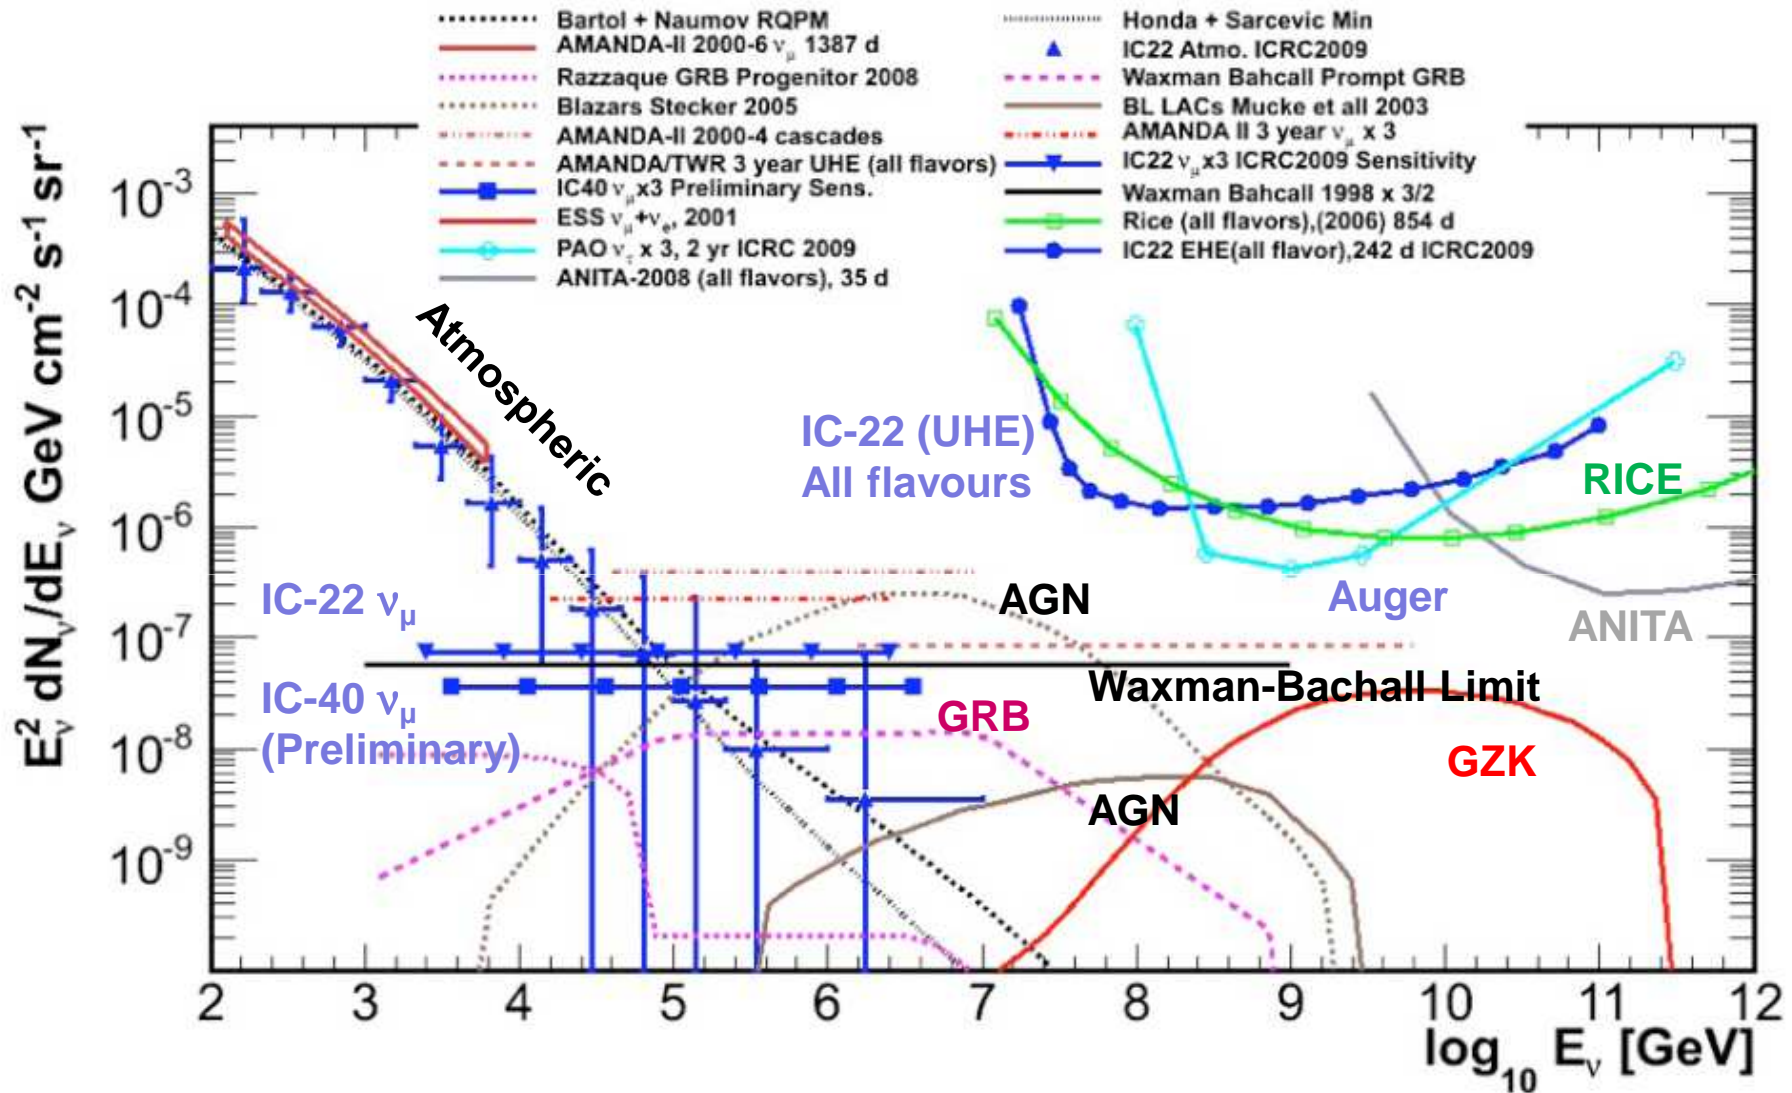 Bartol + Naumov RQPM
AMANDA-II 2000-6 νμ 1387 d
Razzaque GRB Progenitor 2008
Blazars Stecker 2005
AMANDA-II 2000-4 cascades
AMANDA/TWR 3 year UHE (all flavors)
IC40 νμx3 Preliminary Sens.
ESS νμ+νe, 2001
PAO ντ x 3, 2 yr ICRC 2009
ANITA-2008 (all flavors), 35 d
Honda + Sarcevic Min
IC22 Atmo. ICRC2009
Waxman Bahcall Prompt GRB
BL LACs Mucke et all 2003
AMANDA II 3 year νμ x 3
IC22 νμx3 ICRC2009 Sensitivity
Waxman Bahcall 1998 x 3/2
Rice (all flavors),(2006) 854 d
IC22 EHE(all flavor),242 d ICRC2009
E²ν dNν/dEν GeV cm⁻² s⁻¹ sr⁻¹
10⁻³
10⁻⁴
10⁻⁵
10⁻⁶
10⁻⁷
10⁻⁸
10⁻⁹
Atmospheric
IC-22 (UHE)
All flavours
RICE
IC-22 νμ
AGN
Auger
ANITA
IC-40 νμ
(Preliminary)
GRB
Waxman-Bachall Limit
GZK
AGN
2 3 4 5 6 7 8 9 10 11 12
log₁₀ Eν [GeV]